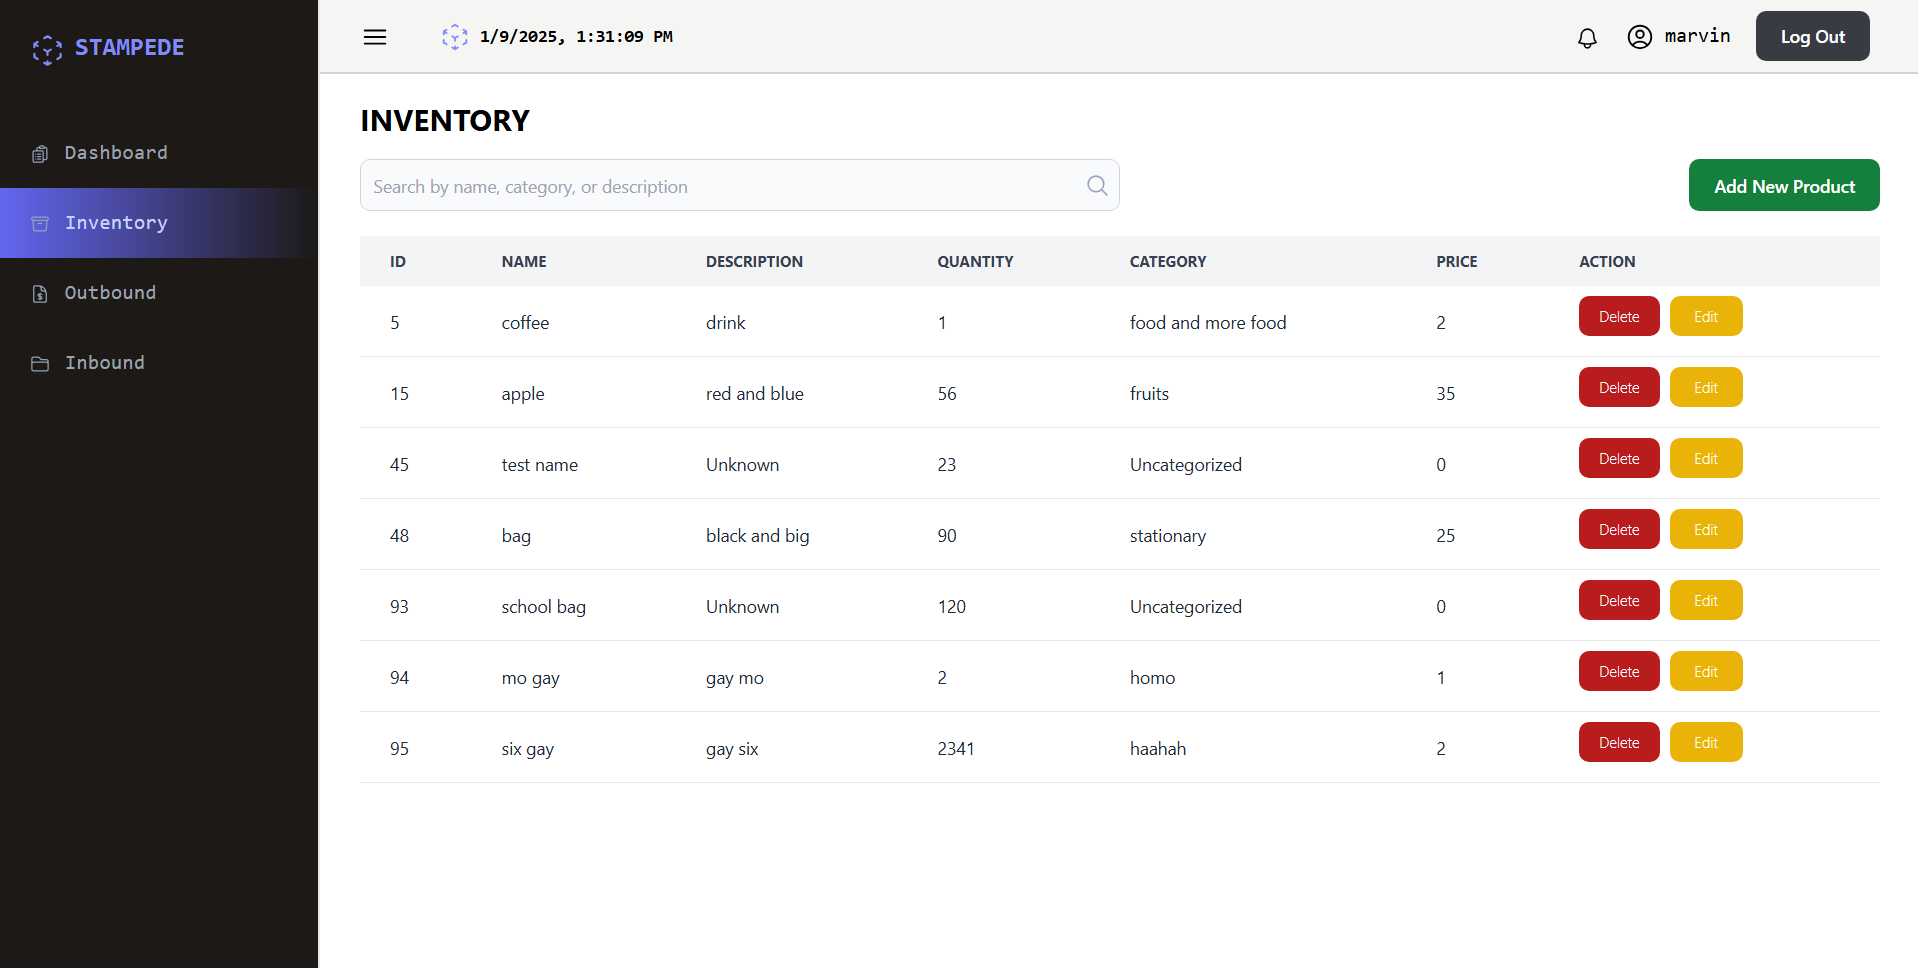 STAMPEDE
1/9/2025, 1:31:09 PM
marvin
Log Out
Dashboard
Inventory
Outbound
Inbound
INVENTORY
Search by name, category, or description
Add New Product
ID NAME DESCRIPTION QUANTITY CATEGORY PRICE ACTION
5 coffee drink 1 food and more food 2 Delete Edit
15 apple red and blue 56 fruits 35 Delete Edit
45 test name Unknown 23 Uncategorized 0 Delete Edit
48 bag black and big 90 stationary 25 Delete Edit
93 school bag Unknown 120 Uncategorized 0 Delete Edit
94 mo gay gay mo 2 homo 1 Delete Edit
95 six gay gay six 2341 haahah 2 Delete Edit